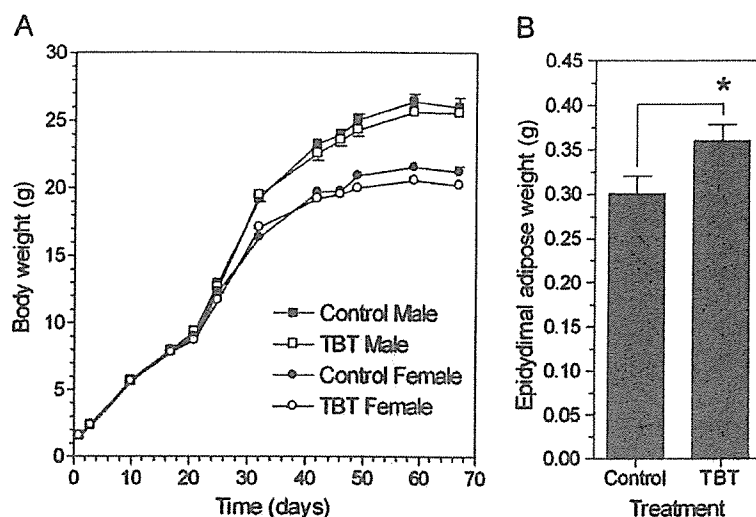 A
Body weight (g)
30
25
20
15
10
5
0
0 10 20 30 40 50 60 70
Time (days)
Control Male
TBT Male
Control Female
TBT Female
B
Epidydimal adipose weight (g)
0.45
0.40
0.35
0.30
0.25
0.20
0.15
0.10
0.05
0.00
*
Control TBT
Treatment